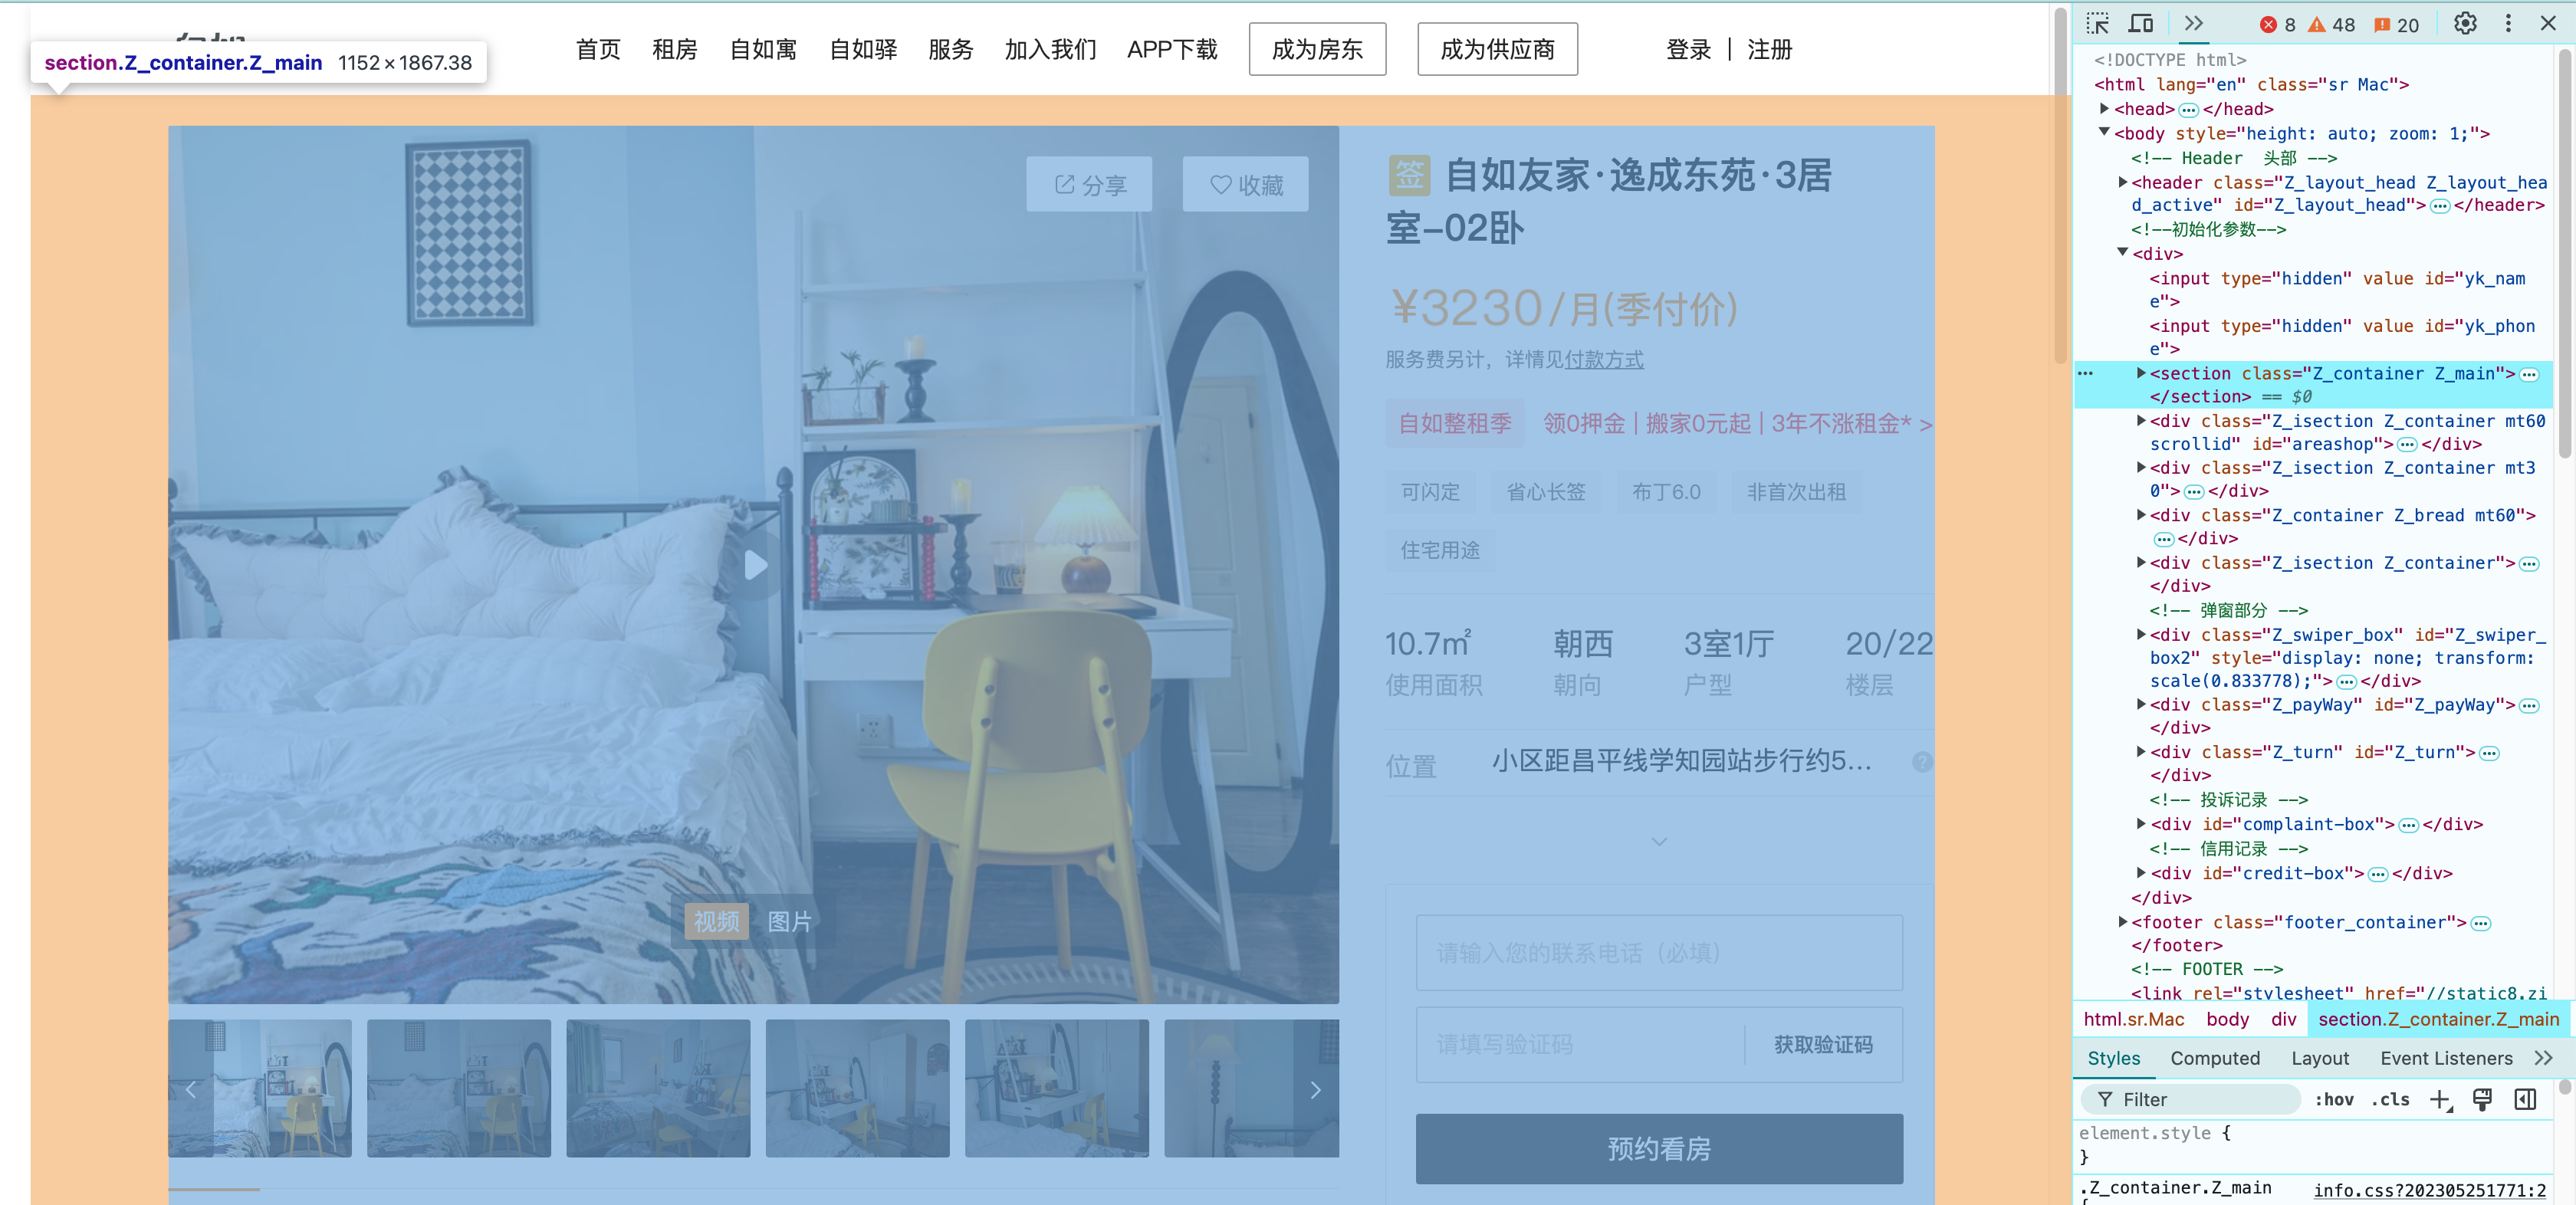 首页 租房 自如寓 自如驿 服务 加入我们 APP下载 成为房东 成为供应商 登录 | 注册
section.Z_container.Z_main 1152×1867.38
分享 收藏
签 自如友家·逸成东苑·3居
室-02卧
¥3230/月(季付价)
服务费另计，详情见付款方式
自如整租季 领0押金 | 搬家0元起 | 3年不涨租金* >
可闪定 省心长签 布丁6.0 非首次出租
住宅用途
10.7㎡ 朝西 3室1厅 20/22
使用面积 朝向 户型 楼层
位置 小区距昌平线学知园站步行约5... ?
视频 图片
请输入您的联系电话（必填）
请填写验证码 获取验证码
预约看房
8 48 20
<!DOCTYPE html>
<html lang="en" class="sr Mac">
<head>…</head>
<body style="height: auto; zoom: 1;">
<!-- Header  头部 -->
<header class="Z_layout_head Z_layout_hea
d_active" id="Z_layout_head">…</header>
<!--初始化参数-->
<div>
<input type="hidden" value id="yk_nam
e">
<input type="hidden" value id="yk_phon
e">
… <section class="Z_container Z_main">…
</section> == $0
<div class="Z_isection Z_container mt60
scrollid" id="areashop">…</div>
<div class="Z_isection Z_container mt3
0">…</div>
<div class="Z_container Z_bread mt60">
…</div>
<div class="Z_isection Z_container">…
</div>
<!-- 弹窗部分 -->
<div class="Z_swiper_box" id="Z_swiper_
box2" style="display: none; transform:
scale(0.833778);">…</div>
<div class="Z_payWay" id="Z_payWay">…
</div>
<div class="Z_turn" id="Z_turn">…
</div>
<!-- 投诉记录 -->
<div id="complaint-box">…</div>
<!-- 信用记录 -->
<div id="credit-box">…</div>
</div>
<footer class="footer_container">…
</footer>
<!-- FOOTER -->
<link rel="stylesheet" href="//static8.zi
html.sr.Mac body div section.Z_container.Z_main
Styles Computed Layout Event Listeners
Filter :hov .cls
element.style {
}
.Z_container.Z_main info.css?202305251771:2
{